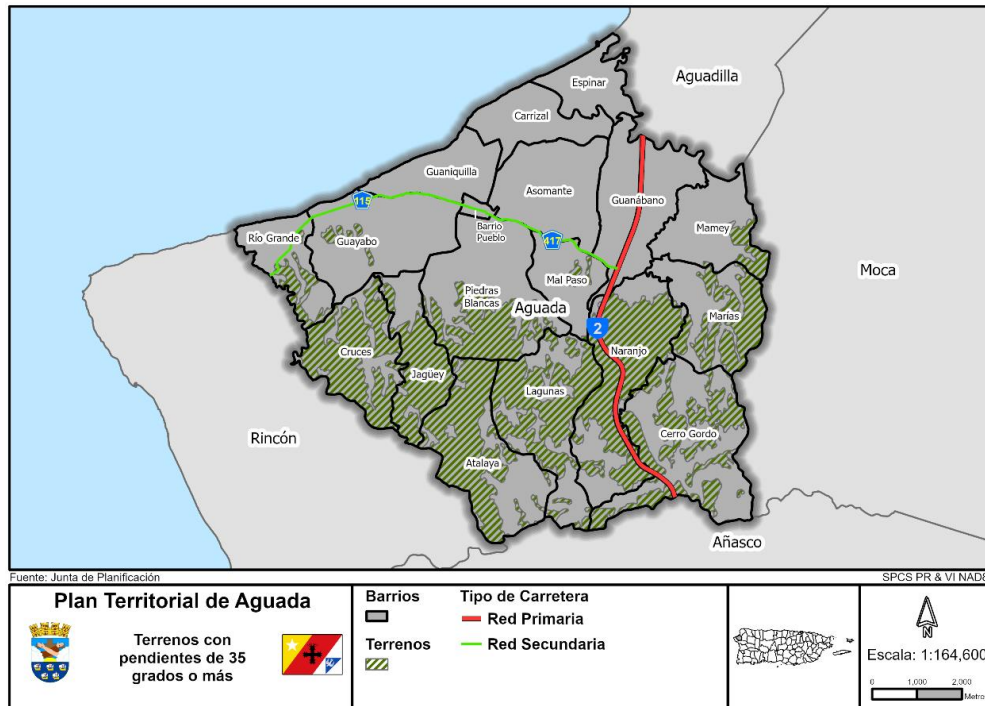 Aguadilla
Espinar
Carrizal
Guaniquilla
Asomante
Guanábano
115
Río Grande
Guayabo
Barrio
Pueblo
417
Mamey
Mal Paso
Moca
Piedras
Blancas
Aguada
Marías
2
Naranjo
Cruces
Jagüey
Lagunas
Rincón
Cerro Gordo
Atalaya
Añasco
Fuente: Junta de Planificación
SPCS PR & VI NAD8
Plan Territorial de Aguada
Terrenos con
pendientes de 35
grados o más
Barrios
Terrenos
Tipo de Carretera
Red Primaria
Red Secundaria
N
Escala: 1:164,600
0 1,000 2,000
Metro